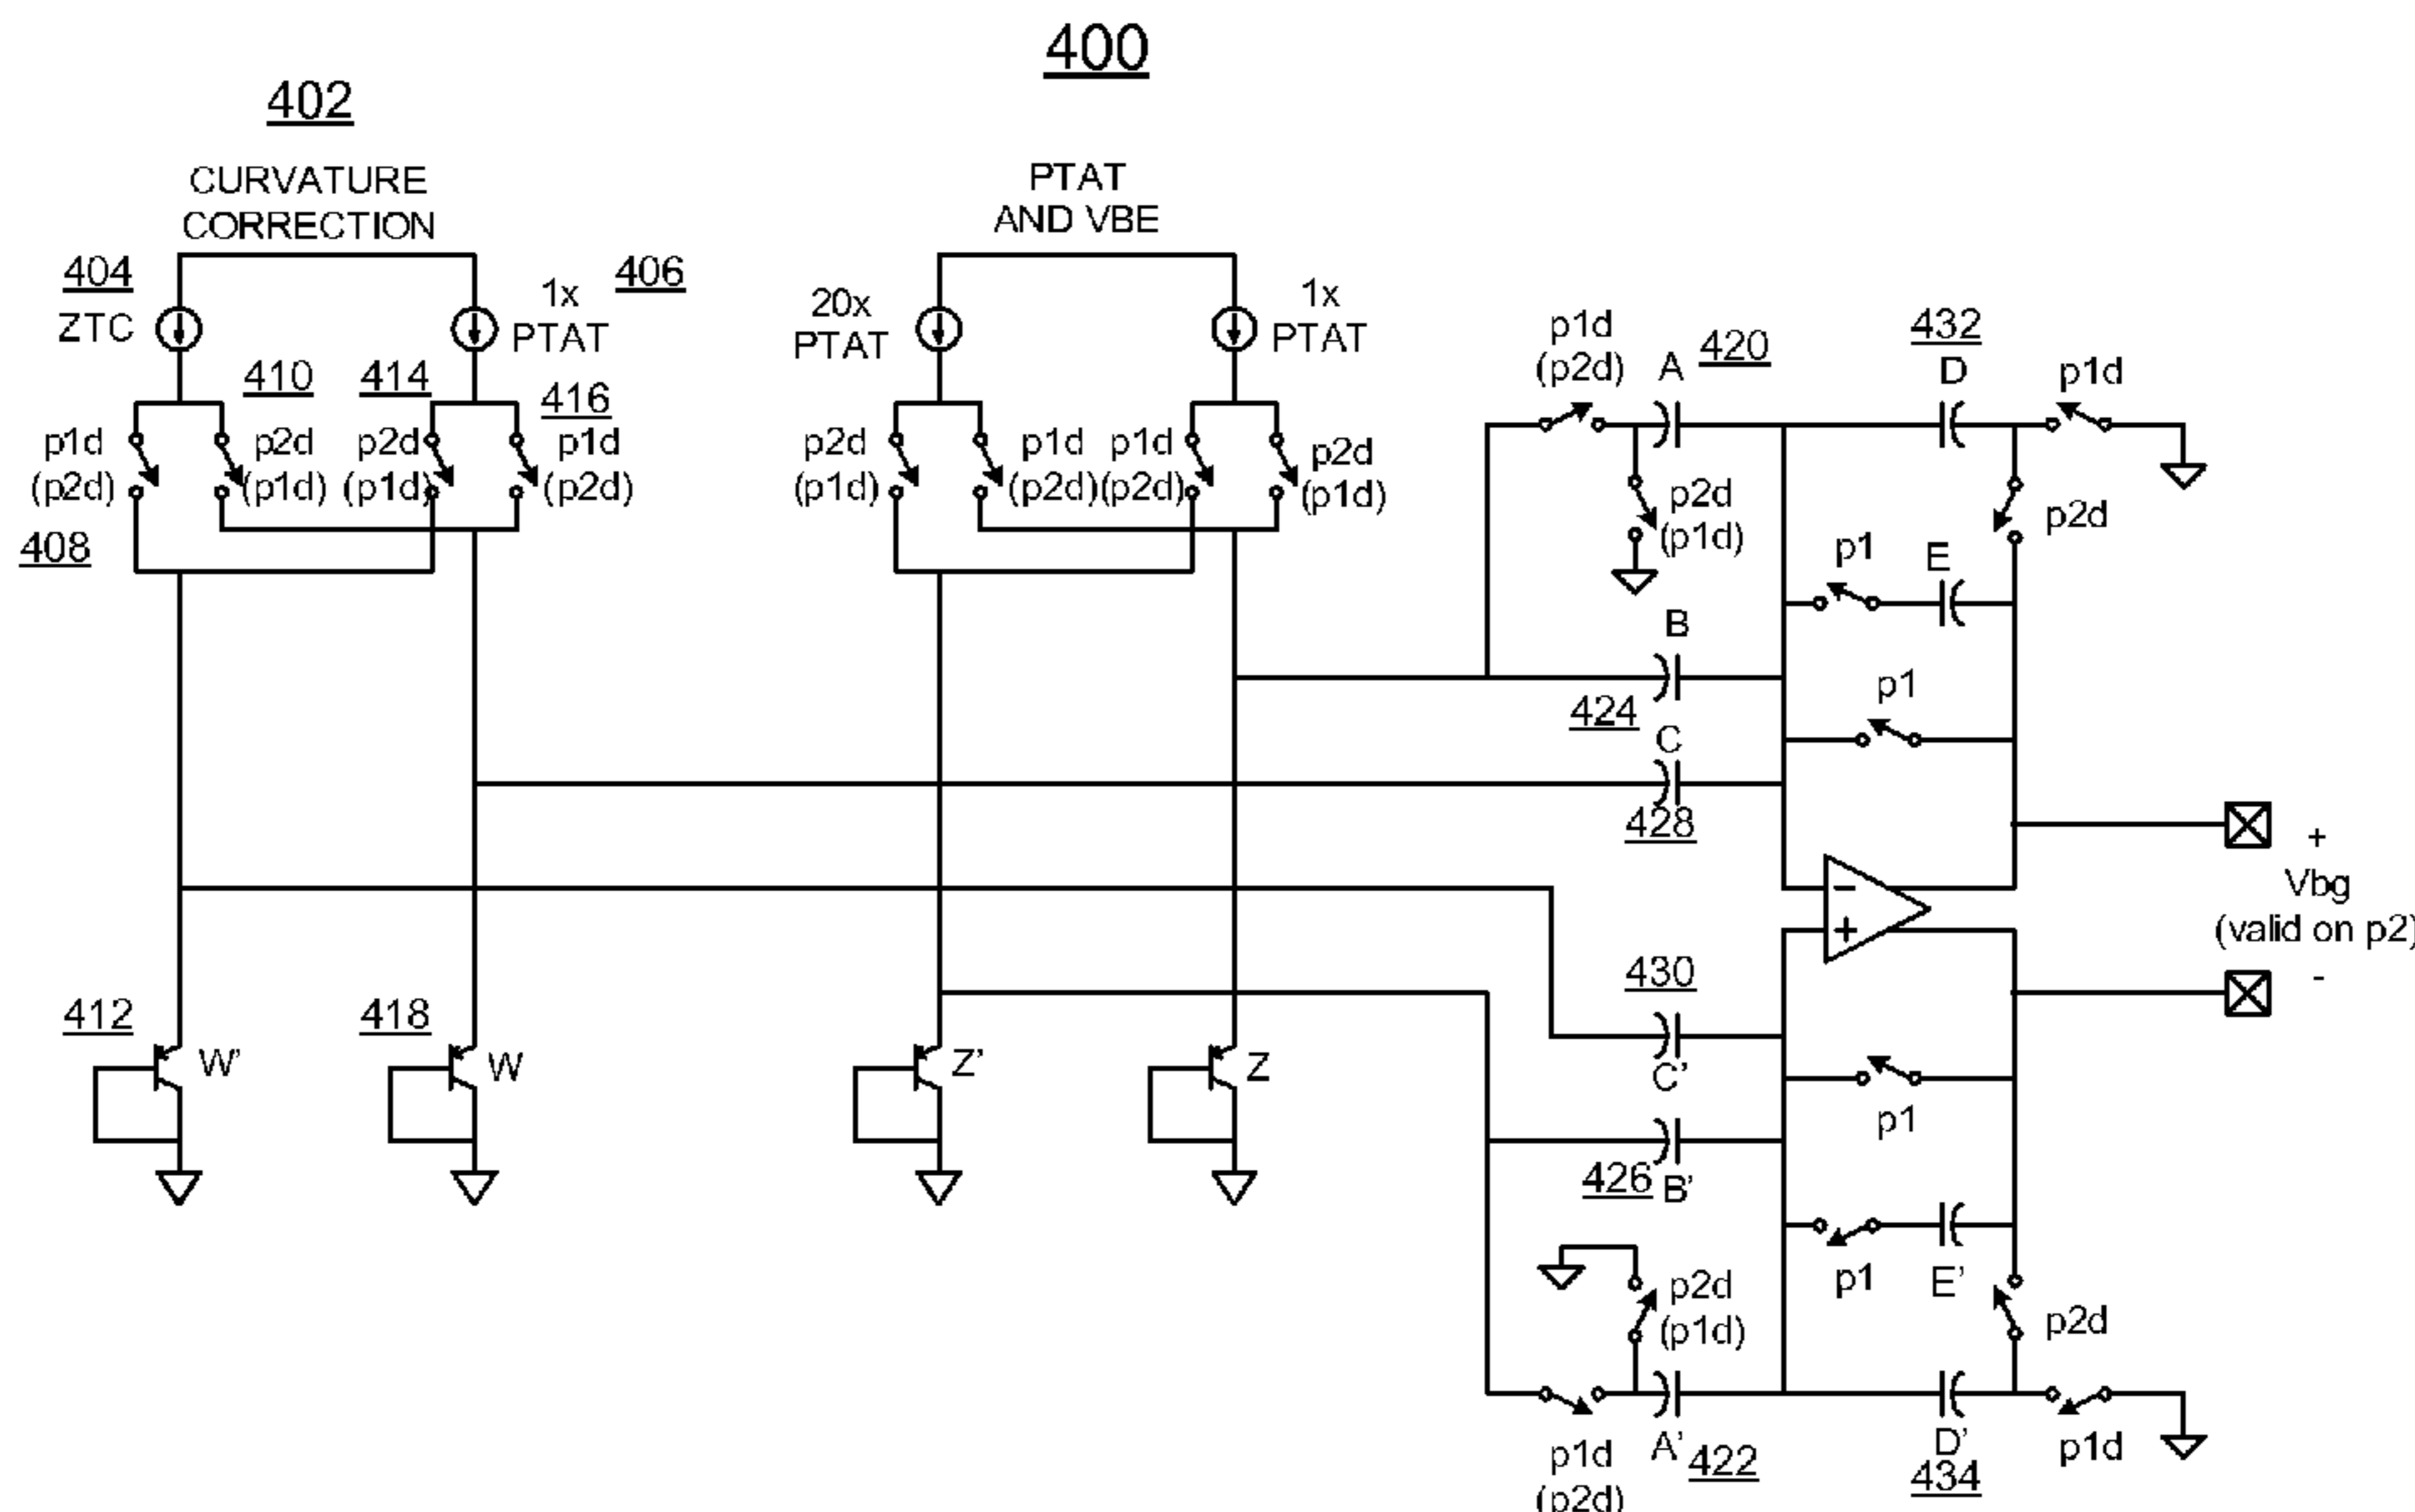 400
402
CURVATURE
CORRECTION
PTAT
AND VBE
404
ZTC
1x
PTAT
406
20x
PTAT
1x
PTAT
410
414
416
p1d
(p2d)
p2d
(p1d)
p2d
(p1d)
p1d
(p2d)
408
p2d
(p1d)
p1d
(p2d)
p1d
(p2d)
p2d
(p1d)
p1d
(p2d)
A
420
432
D
p1d
p2d
(p1d)
p2d
p1
E
B
424
p1
C
428
+
Vbg
(valid on p2)
-
−
+
430
C'
p1
412
W'
418
W
Z'
Z
426
B'
p1
E'
p2d
(p1d)
p2d
p1d
(p2d)
A'
422
D'
434
p1d